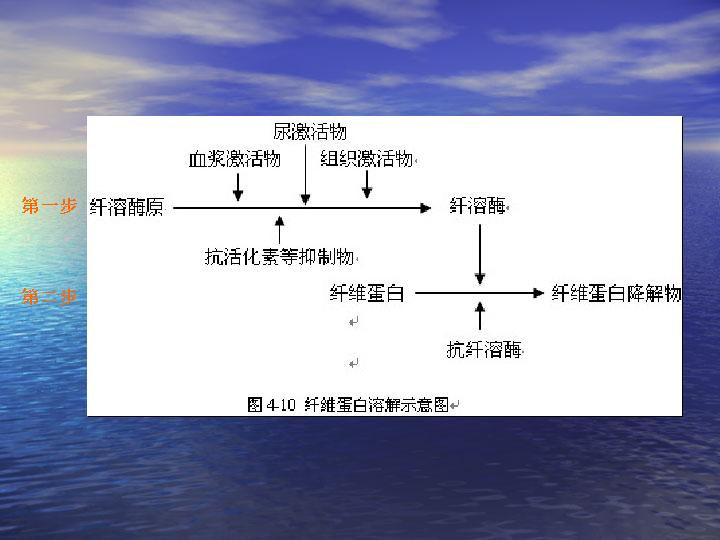 尿激活物
血浆激活物 组织激活物
第一步 纤溶酶原 纤溶酶
抗活化素等抑制物
第二步 纤维蛋白 纤维蛋白降解物
抗纤溶酶
图 4-10 纤維蛋白溶解示意图